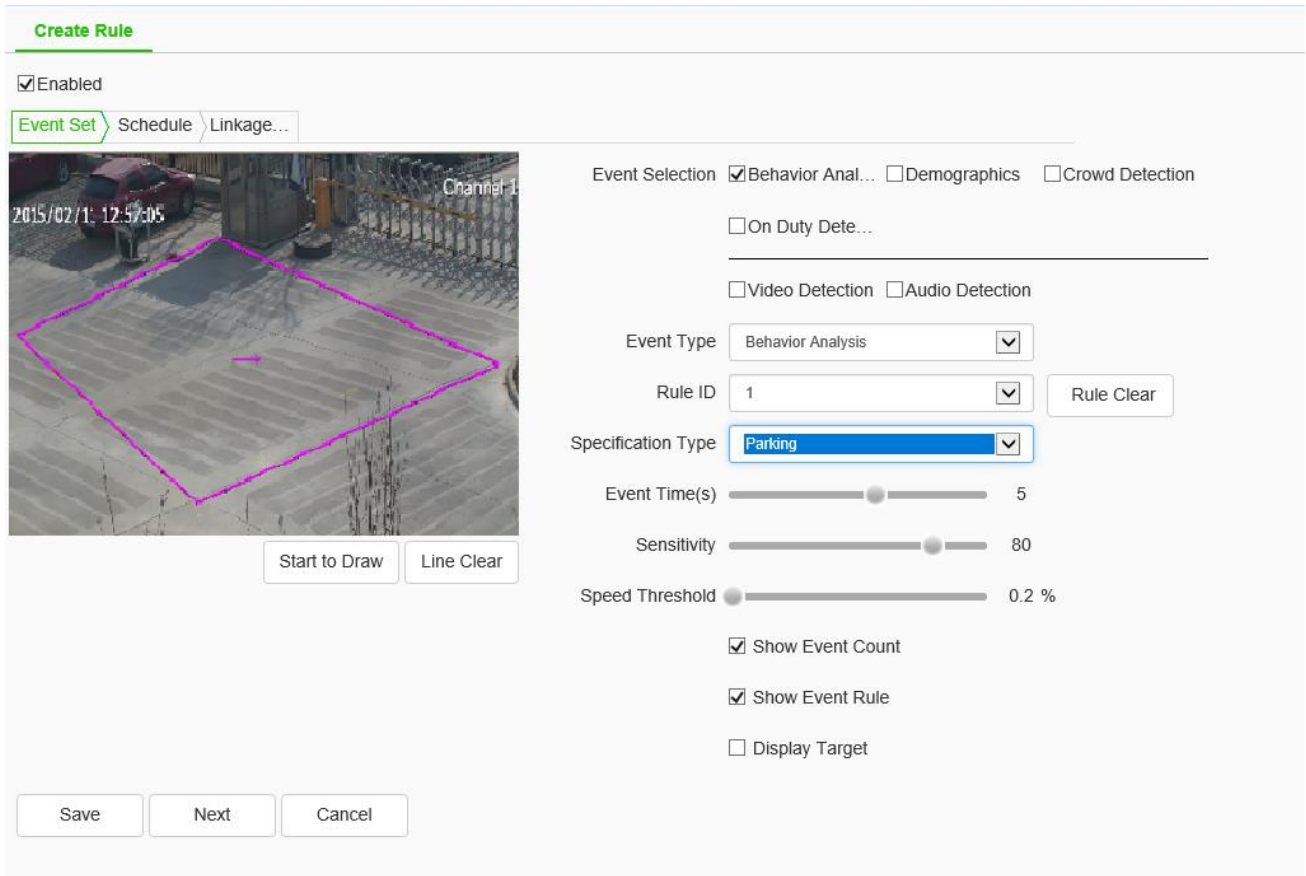 Create Rule
Enabled
Event Set Schedule Linkage...
Channel 1
2015/02/1: 12:57:05
Start to Draw Line Clear
Event Selection Behavior Anal... Demographics Crowd Detection
On Duty Dete...
Video Detection Audio Detection
Event Type Behavior Analysis
Rule ID 1 Rule Clear
Specification Type Parking
Event Time(s) 5
Sensitivity 80
Speed Threshold 0.2 %
Show Event Count
Show Event Rule
Display Target
Save Next Cancel